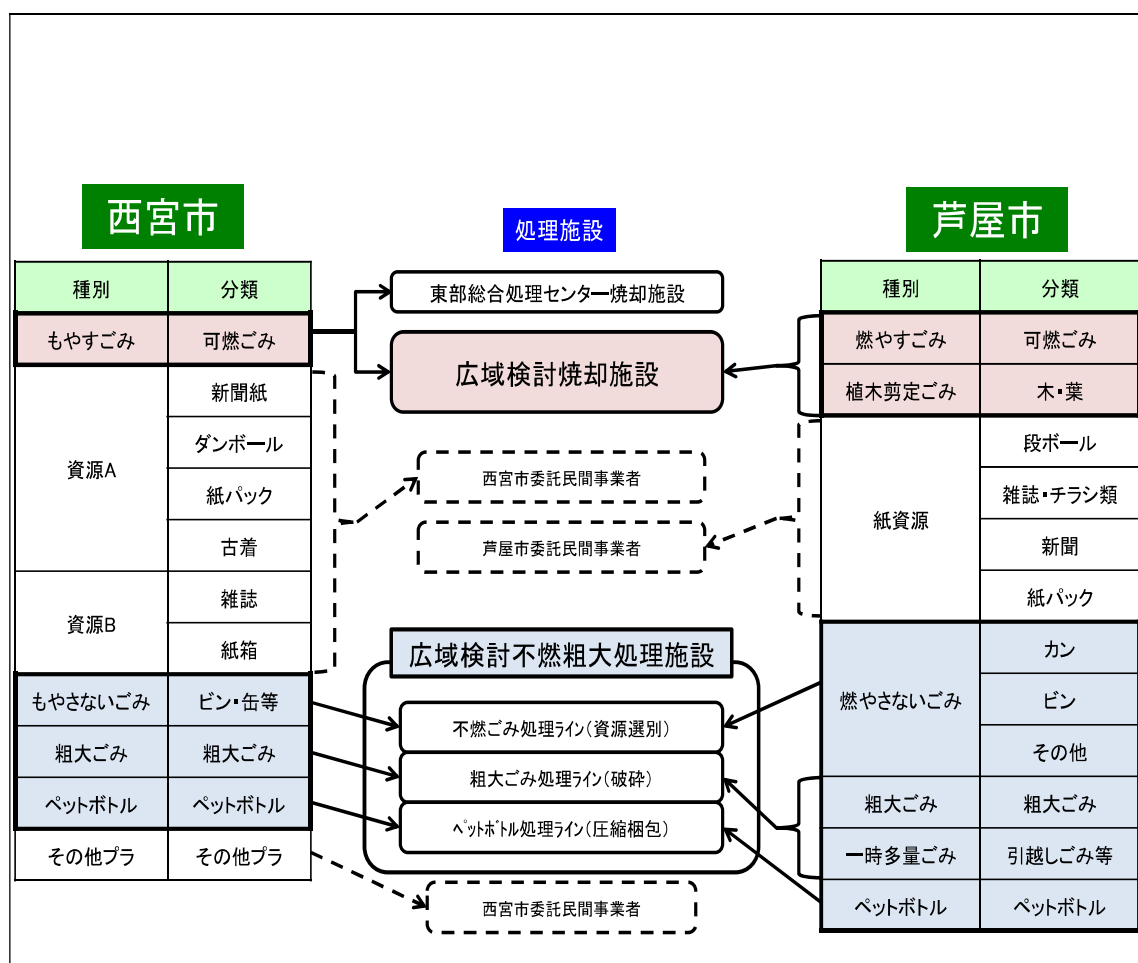 西宮市
種別 分類
もやすごみ 可燃ごみ
資源A
新聞紙
ダンボール
紙パック
古着
資源B
雑誌
紙箱
もやさないごみ ビン・缶等
粗大ごみ 粗大ごみ
ペットボトル ペットボトル
その他プラ その他プラ
処理施設
東部総合処理センター焼却施設
広域検討焼却施設
西宮市委託民間事業者
芦屋市委託民間事業者
広域検討不燃粗大処理施設
不燃ごみ処理ライン(資源選別)
粗大ごみ処理ライン(破砕)
ペットボトル処理ライン(圧縮梱包)
西宮市委託民間事業者
芦屋市
種別 分類
燃やすごみ 可燃ごみ
植木剪定ごみ 木・葉
紙資源
段ボール
雑誌・チラシ類
新聞
紙パック
燃やさないごみ
カン
ビン
その他
粗大ごみ 粗大ごみ
一時多量ごみ 引越しごみ等
ペットボトル ペットボトル